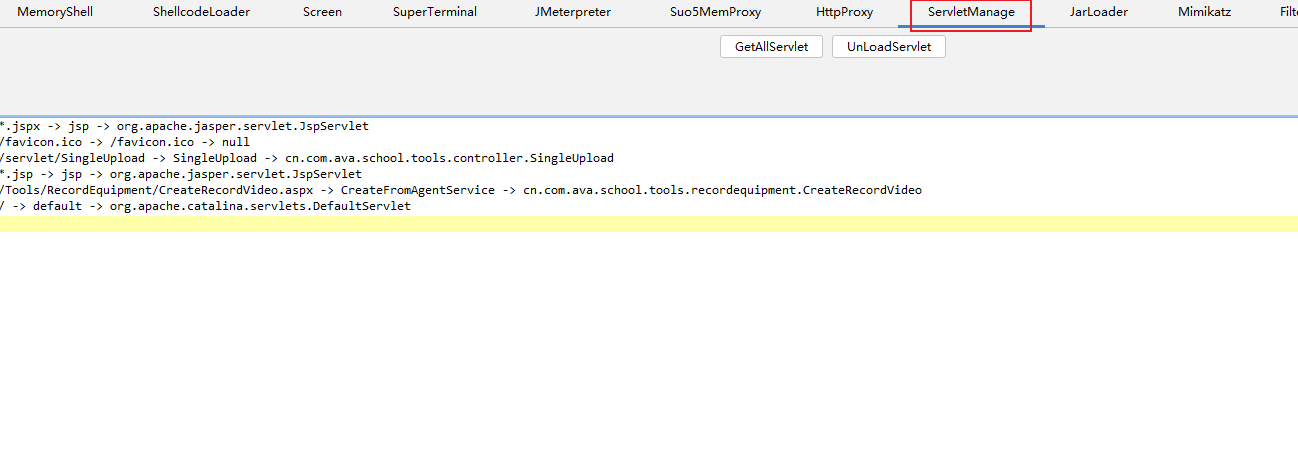 MemoryShell ShellcodeLoader Screen SuperTerminal JMeterpreter Suo5MemProxy HttpProxy ServletManage JarLoader Mimikatz Filt
GetAllServlet UnLoadServlet
*.jspx -> jsp -> org.apache.jasper.servlet.JspServlet
/favicon.ico -> /favicon.ico -> null
/servlet/SingleUpload -> SingleUpload -> cn.com.ava.school.tools.controller.SingleUpload
*.jsp -> jsp -> org.apache.jasper.servlet.JspServlet
/Tools/RecordEquipment/CreateRecordVideo.aspx -> CreateFromAgentService -> cn.com.ava.school.tools.recordequipment.CreateRecordVideo
/ -> default -> org.apache.catalina.servlets.DefaultServlet